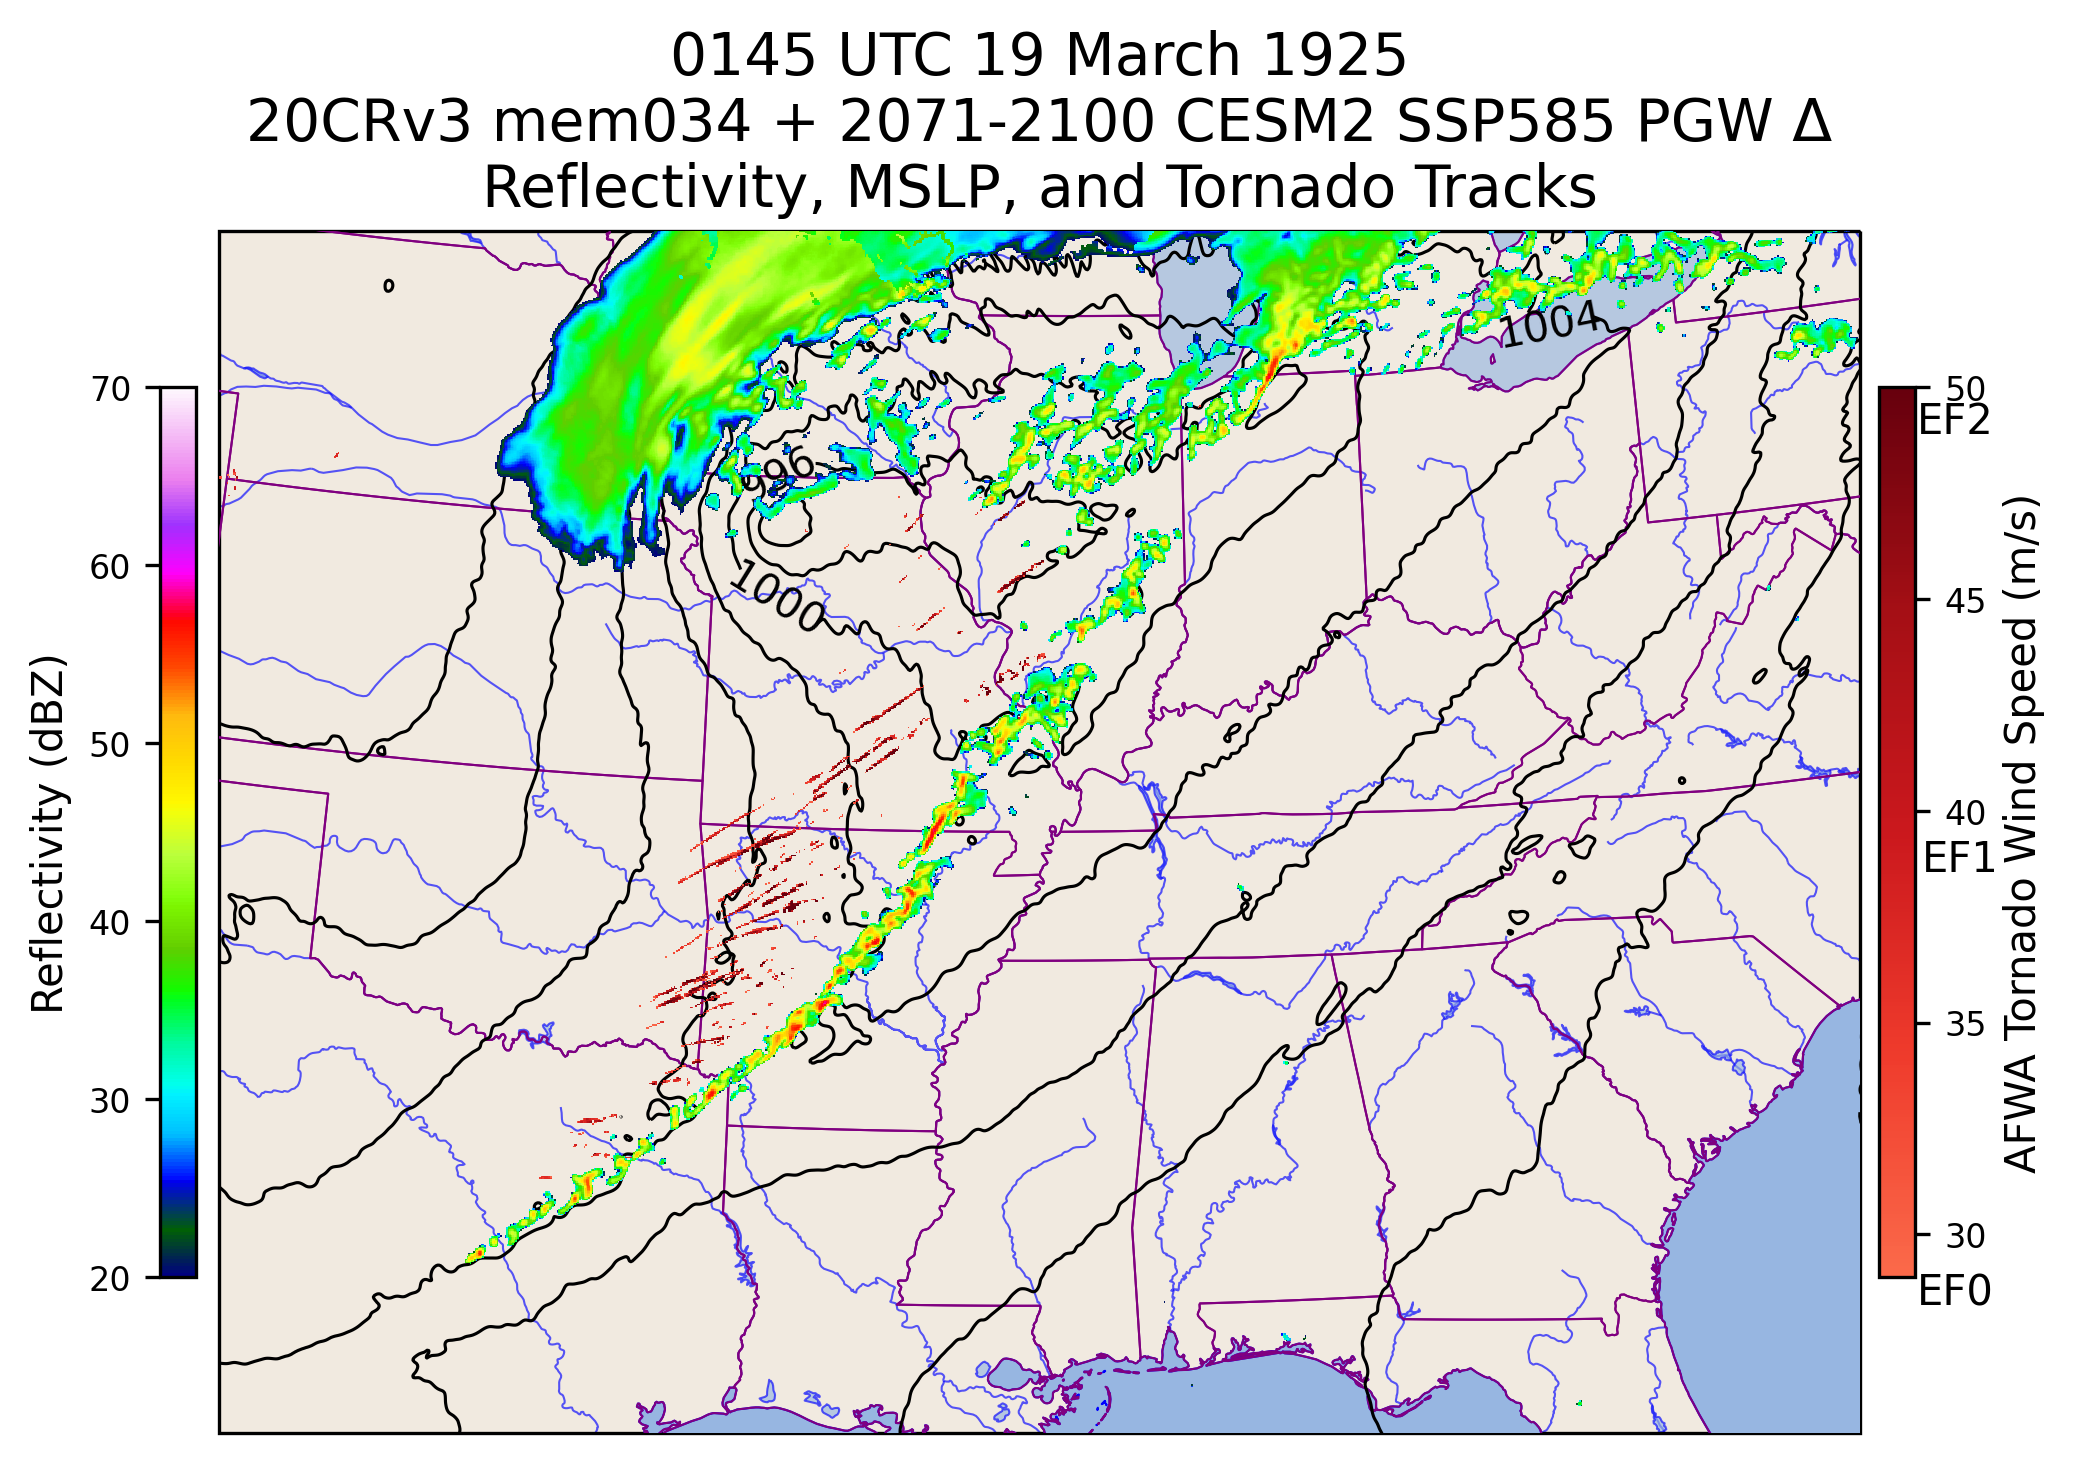 0145 UTC 19 March 1925
20CRv3 mem034 + 2071-2100 CESM2 SSP585 PGW Δ
Reflectivity, MSLP, and Tornado Tracks
Reflectivity (dBZ)
70
60
50
40
30
20
1004
996
1000
50
EF2
45
40
EF1
35
30
EF0
AFWA Tornado Wind Speed (m/s)